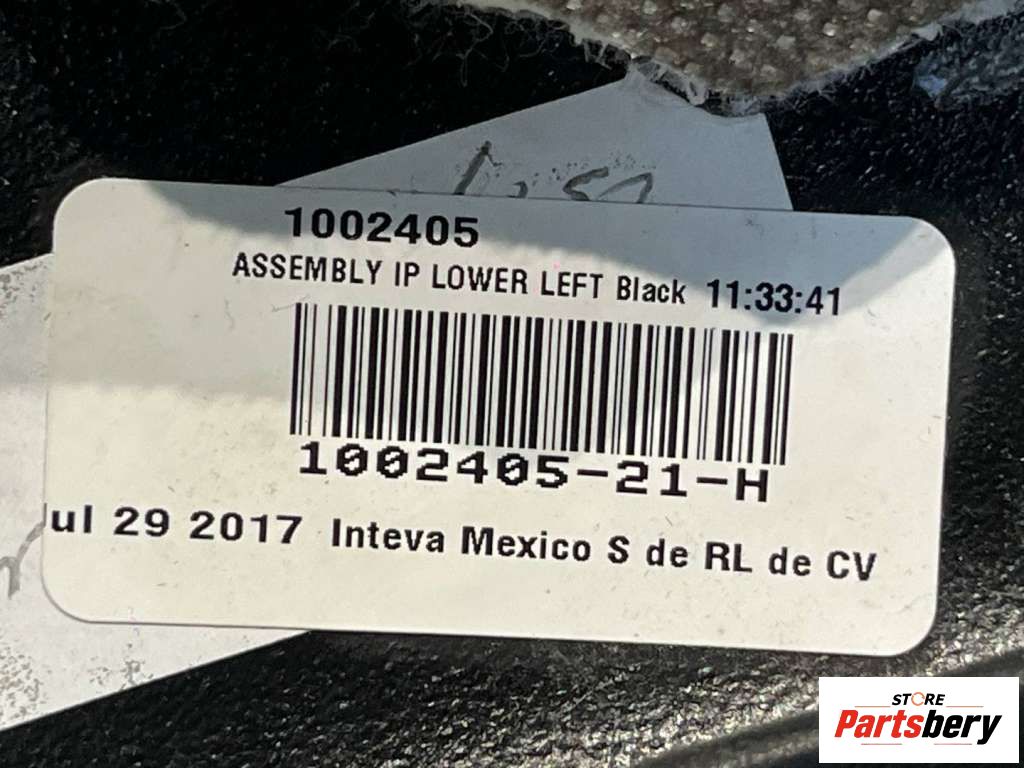 1002405
ASSEMBLY IP LOWER LEFT Black 11:33:41
1002405-21-H
Jul 29 2017 Inteva Mexico S de RL de CV
STORE
Partsbery